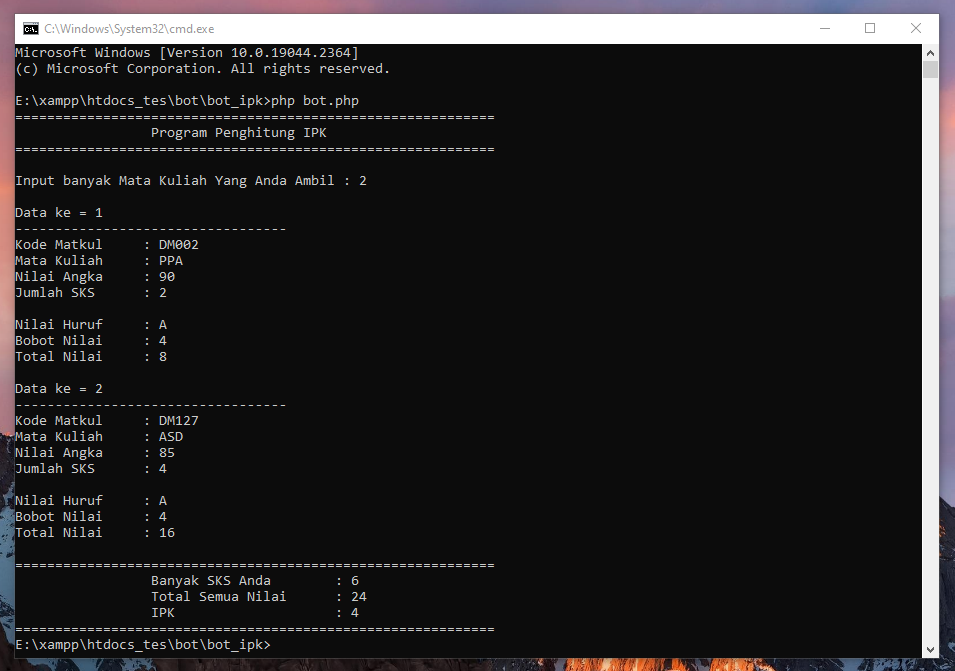 C:\Windows\System32\cmd.exe
Microsoft Windows [Version 10.0.19044.2364]
(c) Microsoft Corporation. All rights reserved.
E:\xampp\htdocs_tes\bot\bot_ipk>php bot.php
============================================================
Program Penghitung IPK
============================================================
Input banyak Mata Kuliah Yang Anda Ambil : 2
Data ke = 1
----------------------------------
Kode Matkul     : DM002
Mata Kuliah     : PPA
Nilai Angka     : 90
Jumlah SKS      : 2
Nilai Huruf     : A
Bobot Nilai     : 4
Total Nilai     : 8
Data ke = 2
----------------------------------
Kode Matkul     : DM127
Mata Kuliah     : ASD
Nilai Angka     : 85
Jumlah SKS      : 4
Nilai Huruf     : A
Bobot Nilai     : 4
Total Nilai     : 16
============================================================
Banyak SKS Anda        : 6
Total Semua Nilai      : 24
IPK                    : 4
============================================================
E:\xampp\htdocs_tes\bot\bot_ipk>